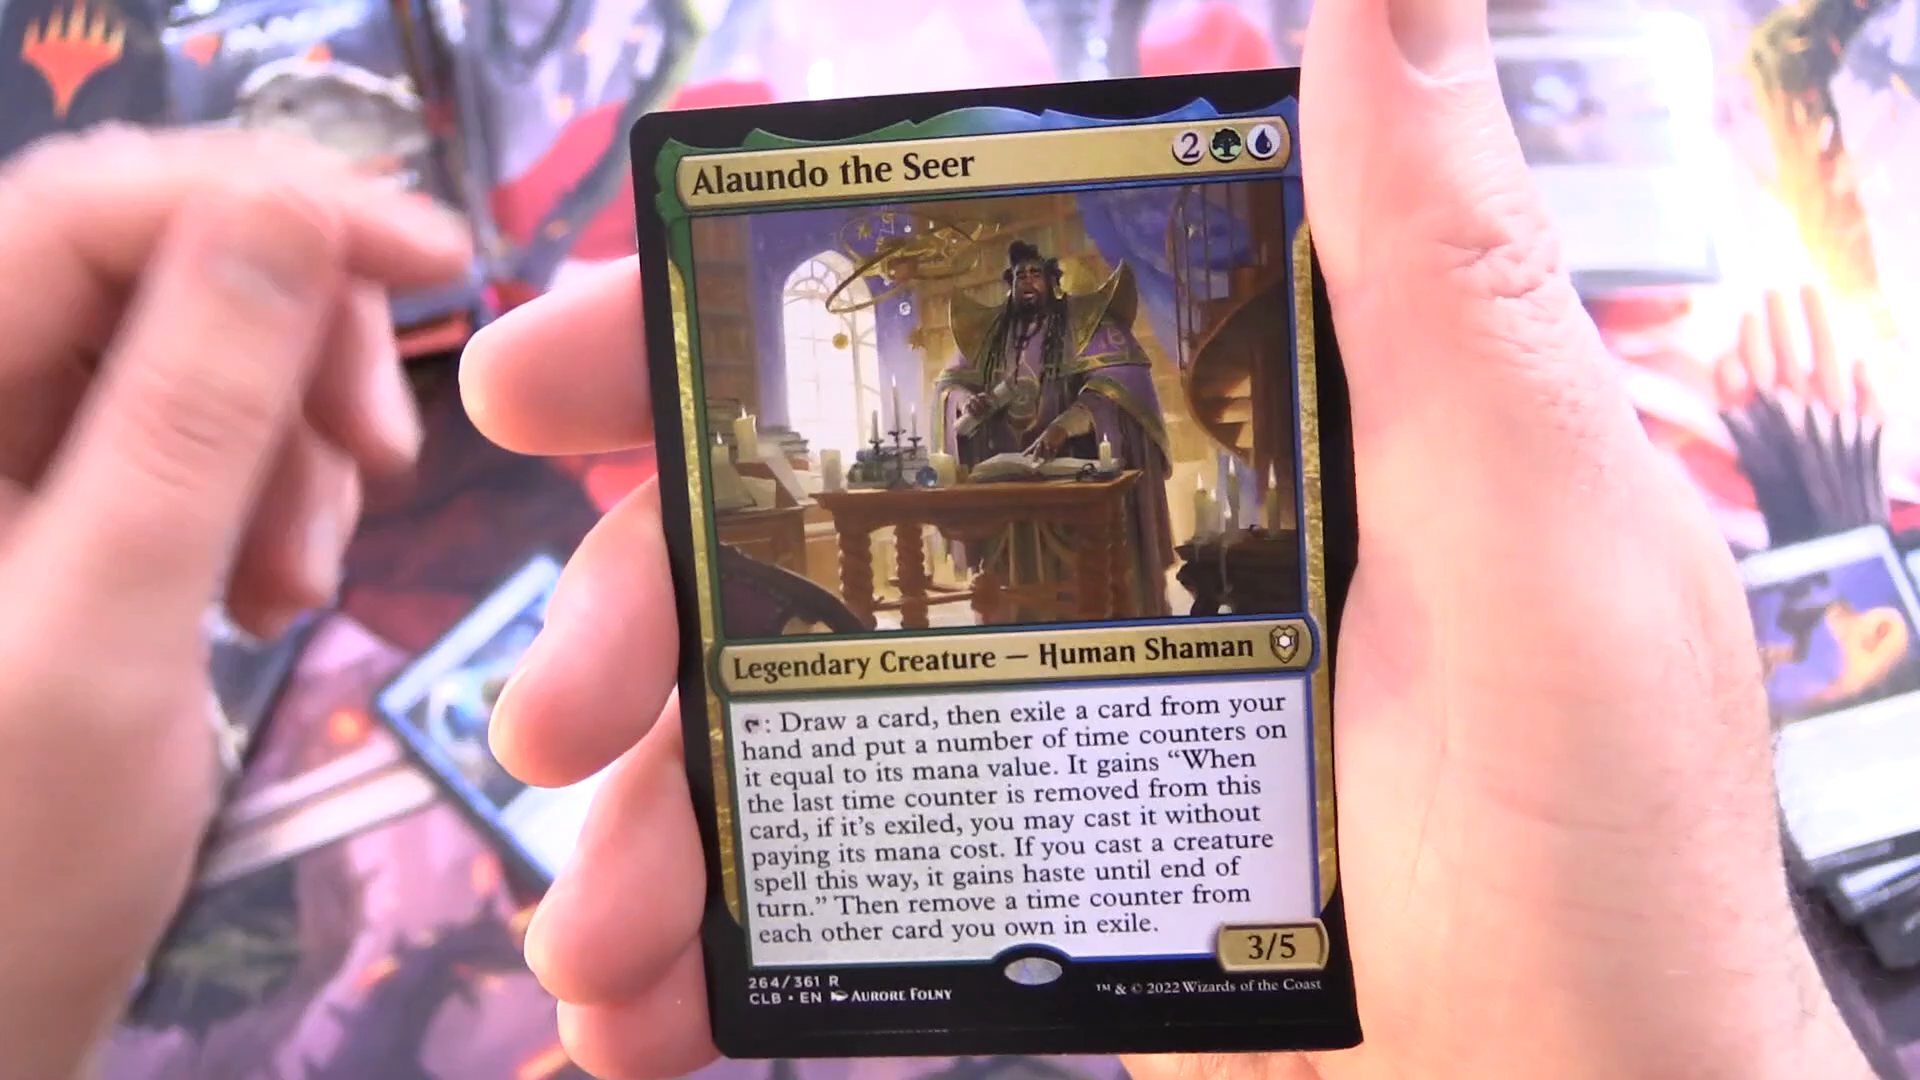 Alaundo the Seer 2
Legendary Creature — Human Shaman
: Draw a card, then exile a card from your
hand and put a number of time counters on
it equal to its mana value. It gains “When
the last time counter is removed from this
card, if it’s exiled, you may cast it without
paying its mana cost. If you cast a creature
spell this way, it gains haste until end of
turn.” Then remove a time counter from
each other card you own in exile.
3/5
264/361 R
CLB • EN AURORE FOLNY
™ & © 2022 Wizards of the Coast